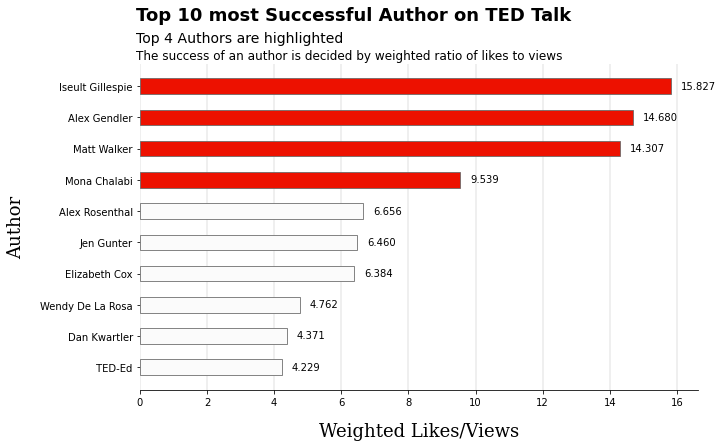 Top 10 most Successful Author on TED Talk
Top 4 Authors are highlighted
The success of an author is decided by weighted ratio of likes to views
Iseult Gillespie 15.827
Alex Gendler 14.680
Matt Walker 14.307
Mona Chalabi 9.539
Alex Rosenthal 6.656
Jen Gunter 6.460
Elizabeth Cox 6.384
Wendy De La Rosa 4.762
Dan Kwartler 4.371
TED-Ed 4.229
Author
0 2 4 6 8 10 12 14 16
Weighted Likes/Views